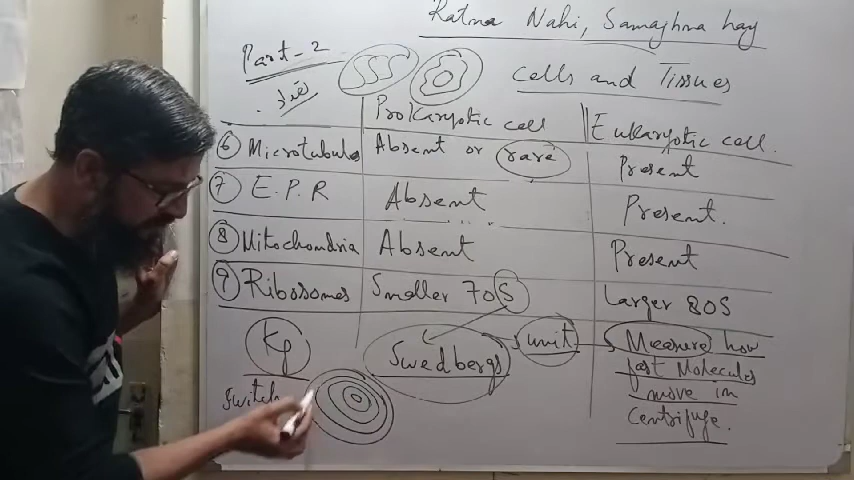 Ratna Nahi, Samajhna hay
Part-2
Cells and Tissues
SSS
Prokaryotic cell
Eukaryotic cell.
6 Microtubule Absent or rare Present
7 E.P.R Absent Present.
8 Mitochondria Absent Present
9 Ribosomes Smaller 70S Larger 80S
Kg Swedbergs unit Measure how
Switch fast Molecules
move in
Centrifuge.